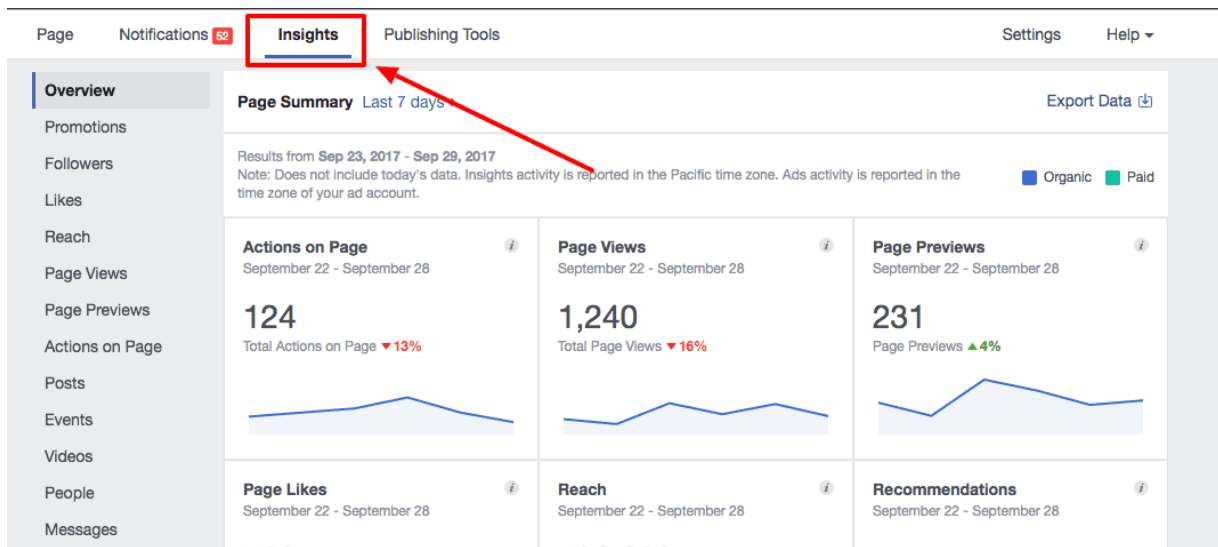 Page Notifications 52 Insights Publishing Tools Settings Help
Overview
Promotions
Followers
Likes
Reach
Page Views
Page Previews
Actions on Page
Posts
Events
Videos
People
Messages
Page Summary Last 7 days
Export Data
Results from Sep 23, 2017 - Sep 29, 2017
Note: Does not include today's data. Insights activity is reported in the Pacific time zone. Ads activity is reported in the
time zone of your ad account.
Organic Paid
Actions on Page
September 22 - September 28
124
Total Actions on Page ▼13%
Page Views
September 22 - September 28
1,240
Total Page Views ▼16%
Page Previews
September 22 - September 28
231
Page Previews ▲4%
Page Likes
September 22 - September 28
Reach
September 22 - September 28
Recommendations
September 22 - September 28